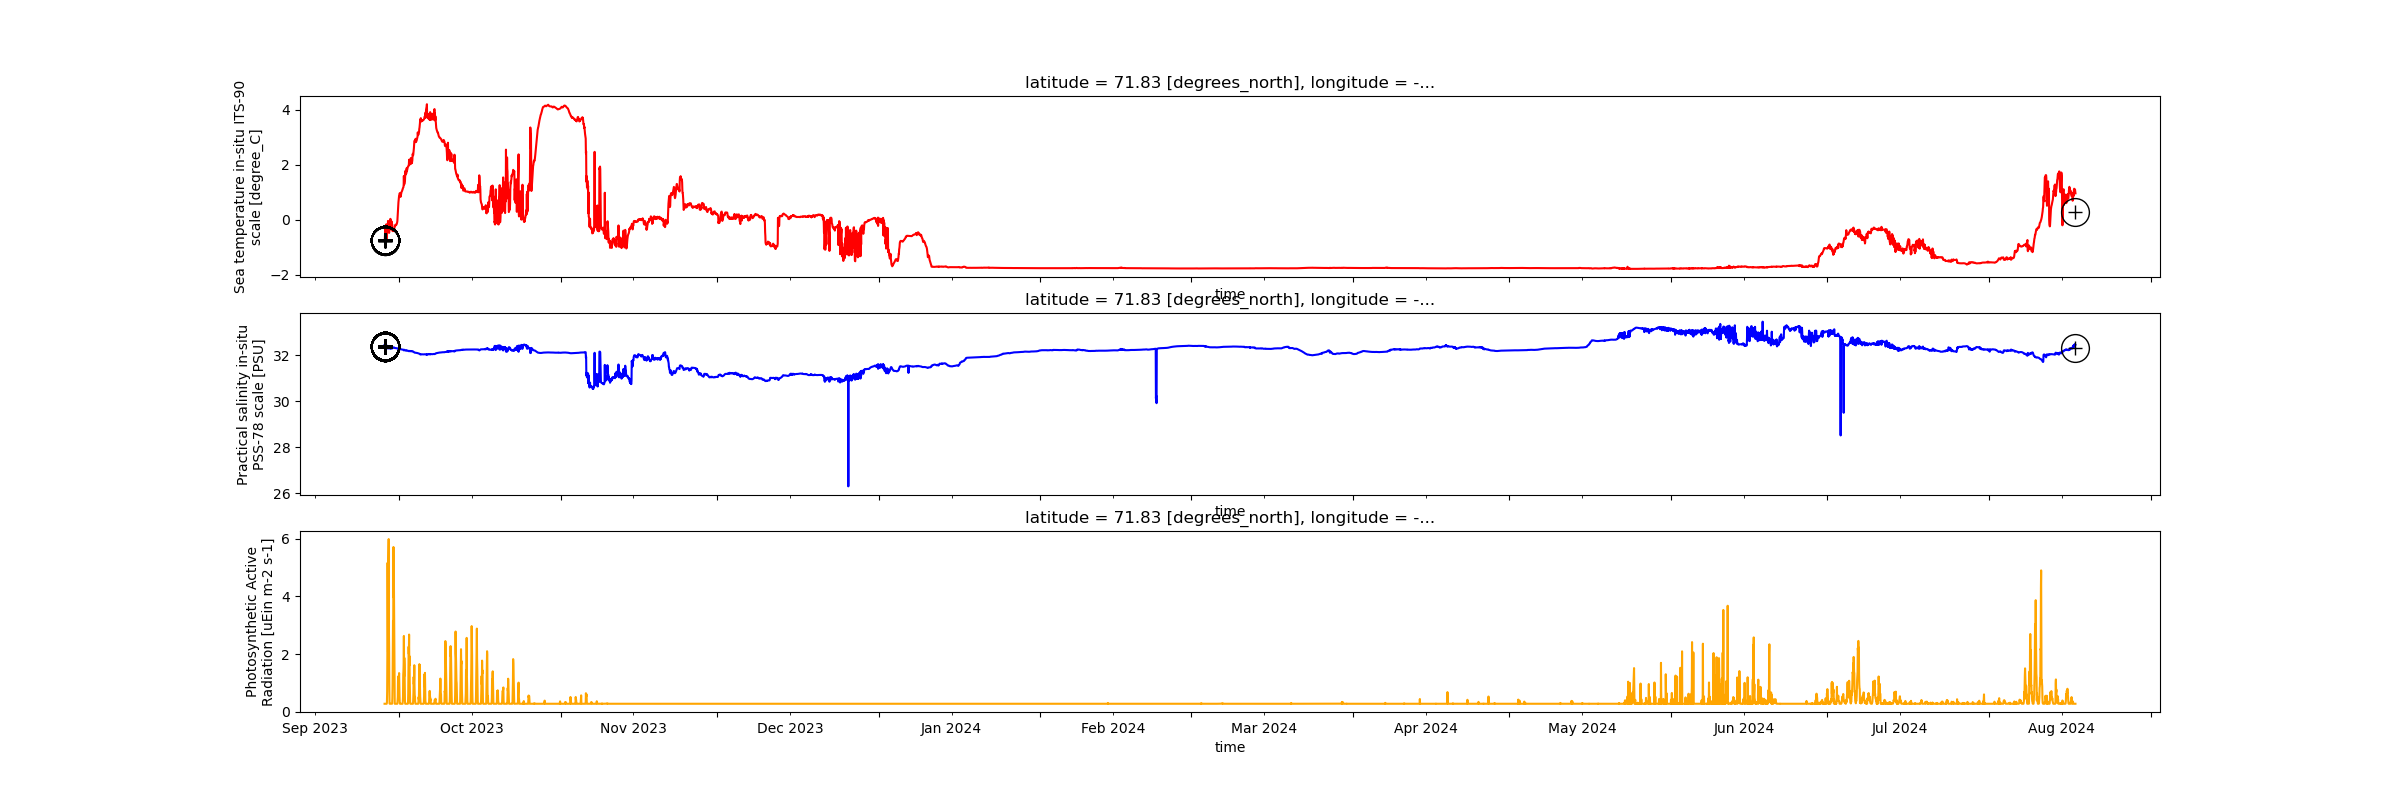 latitude = 71.83 [degrees_north], longitude = -...
Sea temperature in-situ ITS-90
scale [degree_C]
4
2
0
−2
time
latitude = 71.83 [degrees_north], longitude = -...
Practical salinity in-situ
PSS-78 scale [PSU]
32
30
28
26
time
latitude = 71.83 [degrees_north], longitude = -...
Photosynthetic Active
Radiation [uEin m-2 s-1]
6
4
2
0
Sep 2023 Oct 2023 Nov 2023 Dec 2023 Jan 2024 Feb 2024 Mar 2024 Apr 2024 May 2024 Jun 2024 Jul 2024 Aug 2024
time